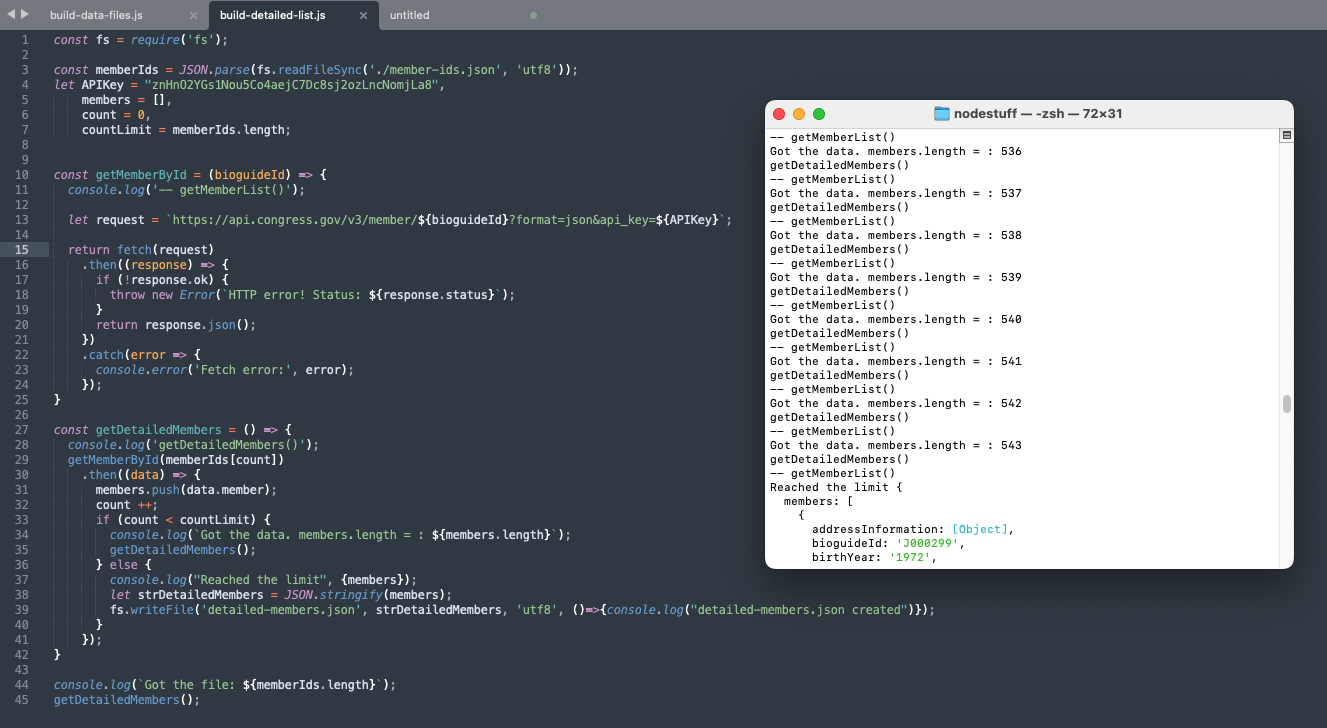 build-data-files.js × build-detailed-list.js × untitled
1 const fs = require('fs');
2
3 const memberIds = JSON.parse(fs.readFileSync('./member-ids.json', 'utf8'));
4 let APIKey = "znHnO2YGs1Nou5Co4aejC7Dc8sj2ozLncNomjLa8",
5 members = [],
6 count = 0,
7 countLimit = memberIds.length;
8
9
10 const getMemberById = (bioguideId) => {
11 console.log('-- getMemberList()');
12
13 let request = `https://api.congress.gov/v3/member/${bioguideId}?format=json&api_key=${APIKey}`;
14
15 return fetch(request)
16 .then((response) => {
17 if (!response.ok) {
18 throw new Error(`HTTP error! Status: ${response.status}`);
19 }
20 return response.json();
21 })
22 .catch(error => {
23 console.error('Fetch error:', error);
24 });
25 }
26
27 const getDetailedMembers = () => {
28 console.log('getDetailedMembers()');
29 getMemberById(memberIds[count])
30 .then((data) => {
31 members.push(data.member);
32 count ++;
33 if (count < countLimit) {
34 console.log(`Got the data. members.length = : ${members.length}`);
35 getDetailedMembers();
36 } else {
37 console.log("Reached the limit", {members});
38 let strDetailedMembers = JSON.stringify(members);
39 fs.writeFile('detailed-members.json', strDetailedMembers, 'utf8', ()=>{console.log("detailed-members.json created")});
40 }
41 });
42 }
43
44 console.log(`Got the file: ${memberIds.length}`);
45 getDetailedMembers();
nodestuff — -zsh — 72×31
-- getMemberList()
Got the data. members.length = : 536
getDetailedMembers()
-- getMemberList()
Got the data. members.length = : 537
getDetailedMembers()
-- getMemberList()
Got the data. members.length = : 538
getDetailedMembers()
-- getMemberList()
Got the data. members.length = : 539
getDetailedMembers()
-- getMemberList()
Got the data. members.length = : 540
getDetailedMembers()
-- getMemberList()
Got the data. members.length = : 541
getDetailedMembers()
-- getMemberList()
Got the data. members.length = : 542
getDetailedMembers()
-- getMemberList()
Got the data. members.length = : 543
getDetailedMembers()
-- getMemberList()
Reached the limit {
members: [
{
addressInformation: [Object],
bioguideId: 'J000299',
birthYear: '1972',